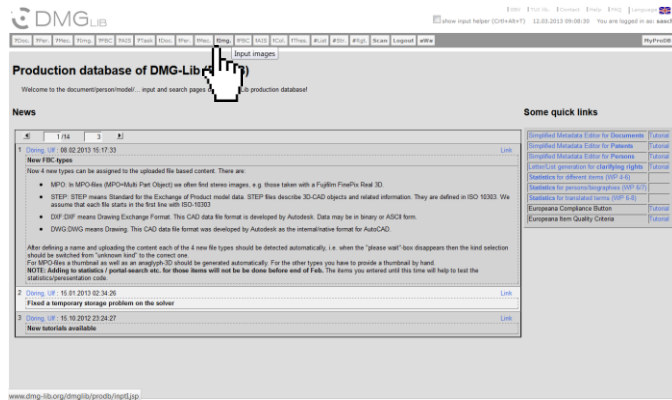 DMG LIB
show input helper (Ctrl+Alt+T) 12.03.2013 09:08:30 You are logged in as:
Scan Logout
MyProDB
Input images
Production database of DMG-Lib
Welcome to the document/person/model/... input and search pages Lib production database!
News
Some quick links
1 /14 3
1 Döring, Ulf : 08.02.2013 15:17:33 Link
New FBC-types
Now 4 new types can be assigned to the uploaded file based content. There are:
• MPO: In MPO-files (MPO=Multi Part Object) we often find stereo images, e.g. those taken with a Fujifilm FinePix Real 3D.
• STEP: STEP means Standard for the Exchange of Product model data. STEP files describe 3D-CAD objects and related information. They are defined in ISO 10303. We
assume that each file starts in the first line with ISO-10303
• DXF:DXF means Drawing Exchange Format. This CAD data file format is developed by Autodesk. Data may be in binary or ASCII form.
• DWG:DWG means Drawing. This CAD data file format was developed by Autodesk as the internal/native format for AutoCAD.
After defining a name and uploading the content each of the 4 new file types should be detected automatically, i.e. when the "please wait"-box disappears then the kind selection
should be switched from "unknown kind" to the correct one.
For MPO-files a thumbnail as well as an anaglyph-3D should be generated automatically. For the other types you have to provide a thumbnail by hand.
NOTE: Adding to statistics / portal-search etc. for those items will not be be done before end of Feb. The items you entered until this time will help to test the
statistics/peresentation code.
2 Döring, Ulf : 15.01.2013 02:34:26 Link
Fixed a temporary storage problem on the solver
3 Döring, Ulf : 15.10.2012 23:24:27 Link
New tutorials available
Simplified Metadata Editor for Documents Tutorial
Simplified Metadata Editor for Patents Tutorial
Simplified Metadata Editor for Persons Tutorial
Letter/List generation for clarifying rights Tutorial
Statistics for different items (WP 4-6)
Statistics for persons/biographies (WP 6/7)
Statistics for translated terms (WP 6-8)
Europeana Compliance Button Tutorial
Europeana Item Quality Criteria Tutorial
www.dmg-lib.org/dmglib/prodb/inptI.jsp